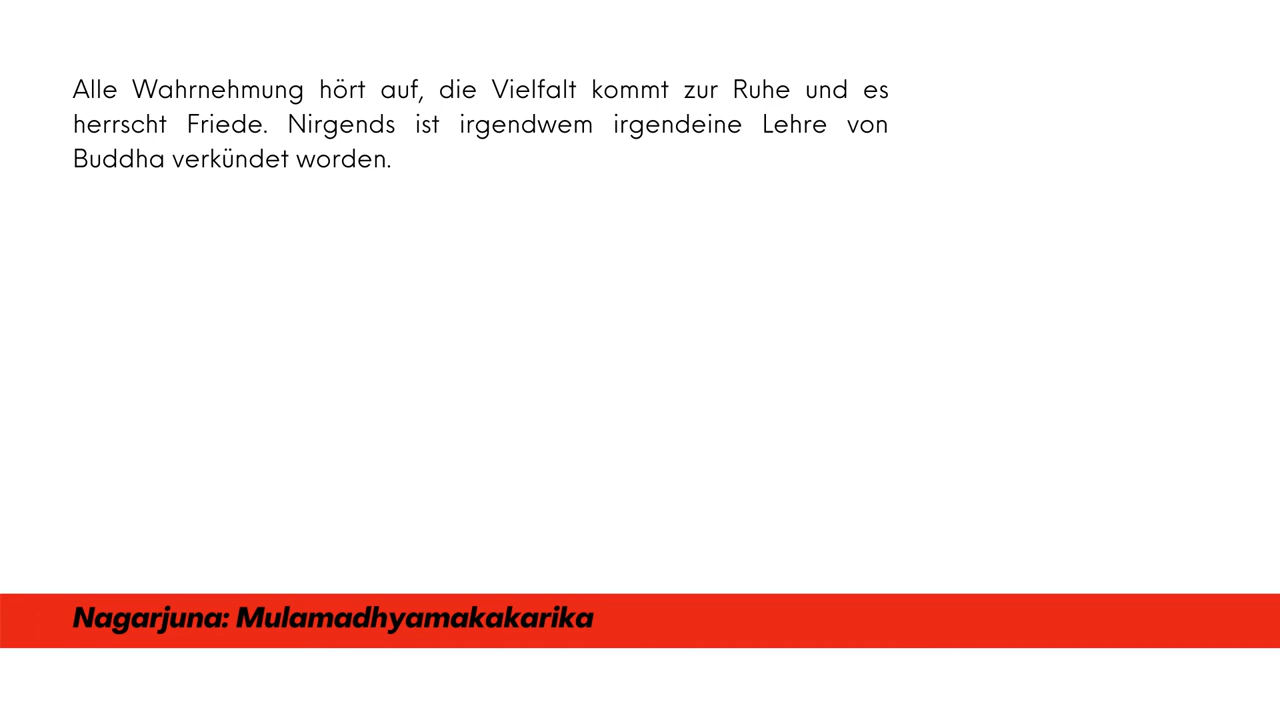 Alle Wahrnehmung hört auf, die Vielfalt kommt zur Ruhe und es
herrscht Friede. Nirgends ist irgendwem irgendeine Lehre von
Buddha verkündet worden.
Nagarjuna: Mulamadhyamakakarika